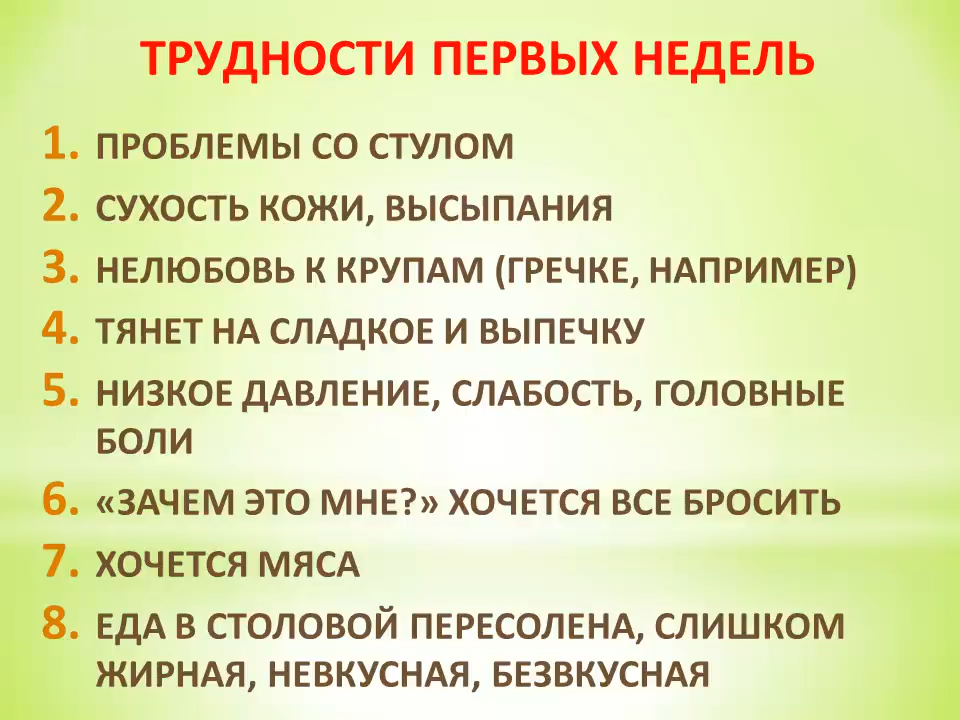 ТРУДНОСТИ ПЕРВЫХ НЕДЕЛЬ
1. ПРОБЛЕМЫ СО СТУЛОМ
2. СУХОСТЬ КОЖИ, ВЫСЫПАНИЯ
3. НЕЛЮБОВЬ К КРУПАМ (ГРЕЧКЕ, НАПРИМЕР)
4. ТЯНЕТ НА СЛАДКОЕ И ВЫПЕЧКУ
5. НИЗКОЕ ДАВЛЕНИЕ, СЛАБОСТЬ, ГОЛОВНЫЕ
БОЛИ
6. «ЗАЧЕМ ЭТО МНЕ?» ХОЧЕТСЯ ВСЕ БРОСИТЬ
7. ХОЧЕТСЯ МЯСА
8. ЕДА В СТОЛОВОЙ ПЕРЕСОЛЕНА, СЛИШКОМ
ЖИРНАЯ, НЕВКУСНАЯ, БЕЗВКУСНАЯ